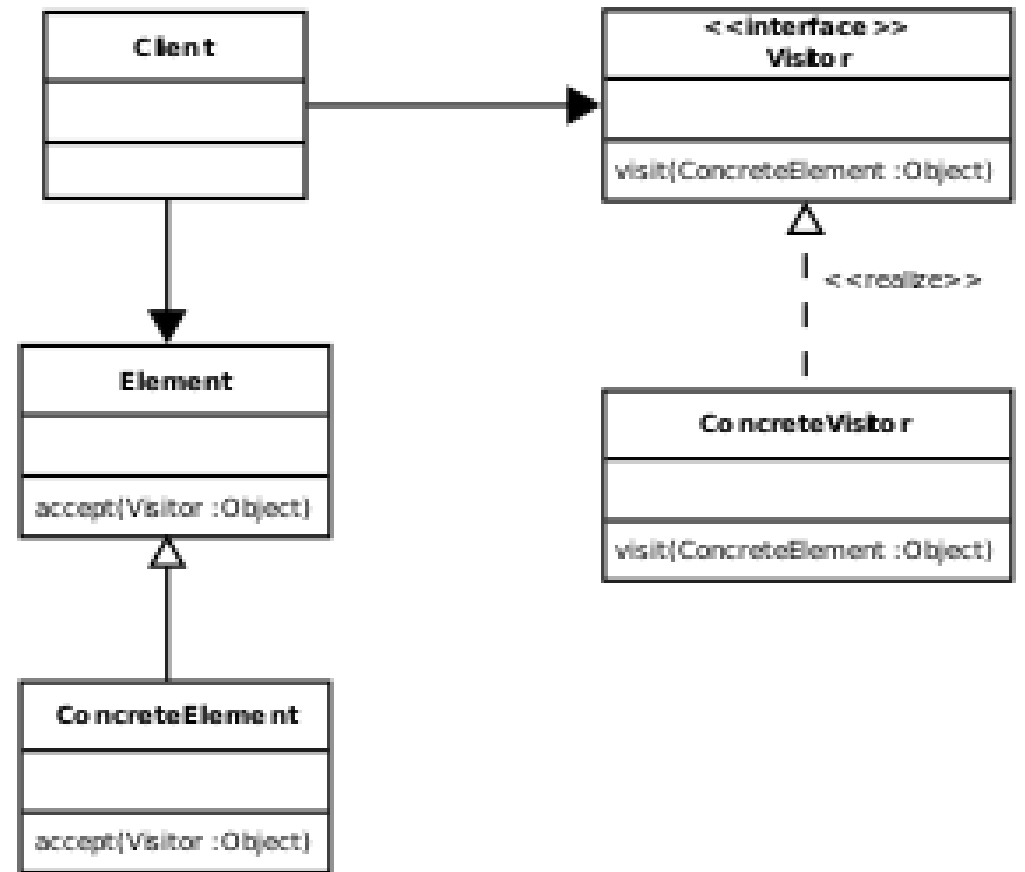 Client
<<interface>>
Visitor
visit(ConcreteElement :Object)
<<realize>>
Element
accept(Visitor :Object)
ConcreteVisitor
visit(ConcreteElement :Object)
ConcreteElement
accept(Visitor :Object)